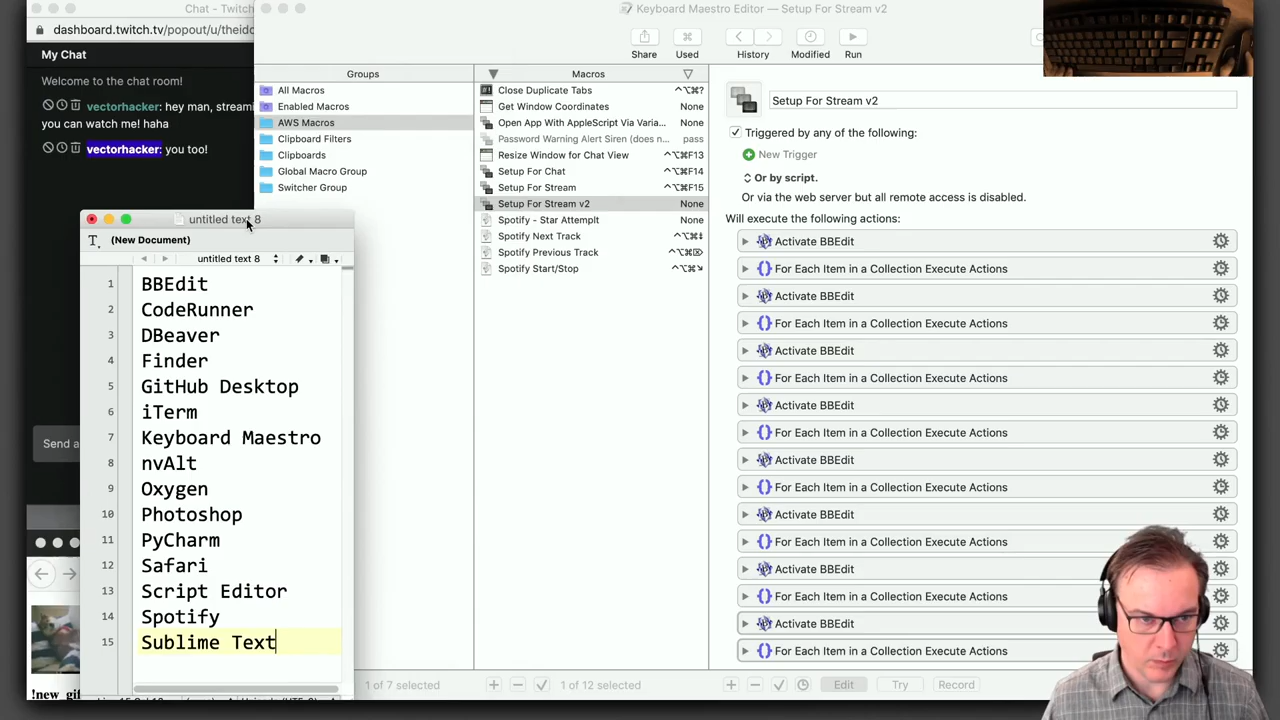 Chat - Twitch
dashboard.twitch.tv/popout/u/theido
My Chat
Welcome to the chat room!
vectorhacker: hey man, stream
you can watch me! haha
vectorhacker: you too!
Send a
untitled text 8
(New Document)
untitled text 8
1 BBEdit
2 CodeRunner
3 DBeaver
4 Finder
5 GitHub Desktop
6 iTerm
7 Keyboard Maestro
8 nvAlt
9 Oxygen
10 Photoshop
11 PyCharm
12 Safari
13 Script Editor
14 Spotify
15 Sublime Text
Keyboard Maestro Editor — Setup For Stream v2
Share
Used
History
Modified
Run
Groups
All Macros
Enabled Macros
AWS Macros
Clipboard Filters
Clipboards
Global Macro Group
Switcher Group
1 of 7 selected
Macros
Close Duplicate Tabs ^⌥⌘?
Get Window Coordinates None
Open App With AppleScript Via Varia... None
Password Warning Alert Siren (does n... pass
Resize Window for Chat View ^⌥⌘F13
Setup For Chat ^⌥⌘F14
Setup For Stream ^⌥⌘F15
Setup For Stream v2 None
Spotify - Star AttempIt None
Spotify Next Track ^⌥⌘⇟
Spotify Previous Track ^⌥⌘⌦
Spotify Start/Stop ^⌥⌘↘
1 of 12 selected
Setup For Stream v2
Triggered by any of the following:
New Trigger
Or by script.
Or via the web server but all remote access is disabled.
Will execute the following actions:
Activate BBEdit
For Each Item in a Collection Execute Actions
Activate BBEdit
For Each Item in a Collection Execute Actions
Activate BBEdit
For Each Item in a Collection Execute Actions
Activate BBEdit
For Each Item in a Collection Execute Actions
Activate BBEdit
For Each Item in a Collection Execute Actions
Activate BBEdit
For Each Item in a Collection Execute Actions
Activate BBEdit
For Each Item in a Collection Execute Actions
Activate BBEdit
For Each Item in a Collection Execute Actions
Edit
Try
Record